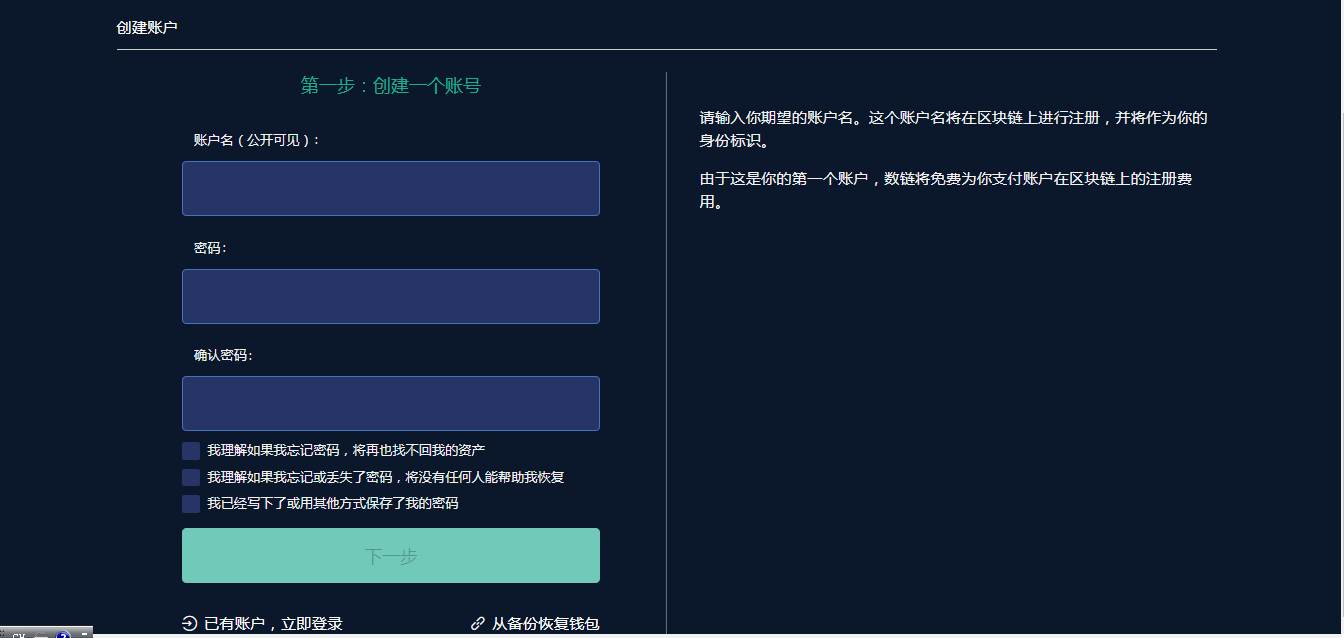 创建账户
第一步：创建一个账号
账户名（公开可见）：
密码：
确认密码：
我理解如果我忘记密码，将再也找不回我的资产
我理解如果我忘记或丢失了密码，将没有任何人能帮助我恢复
我已经写下了或用其他方式保存了我的密码
下一步
已有账户，立即登录
从备份恢复钱包
请输入你期望的账户名。这个账户名将在区块链上进行注册，并将作为你的
身份标识。
由于这是你的第一个账户，数链将免费为你支付账户在区块链上的注册费
用。